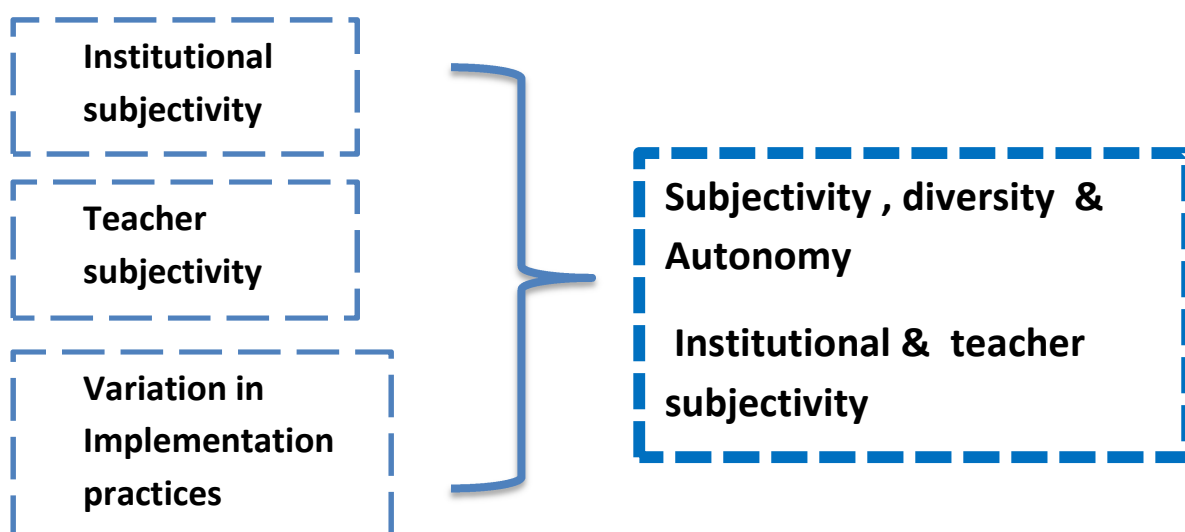 Institutional
subjectivity
Teacher
subjectivity
Variation in
Implementation
practices
Subjectivity , diversity &
Autonomy
Institutional & teacher
subjectivity